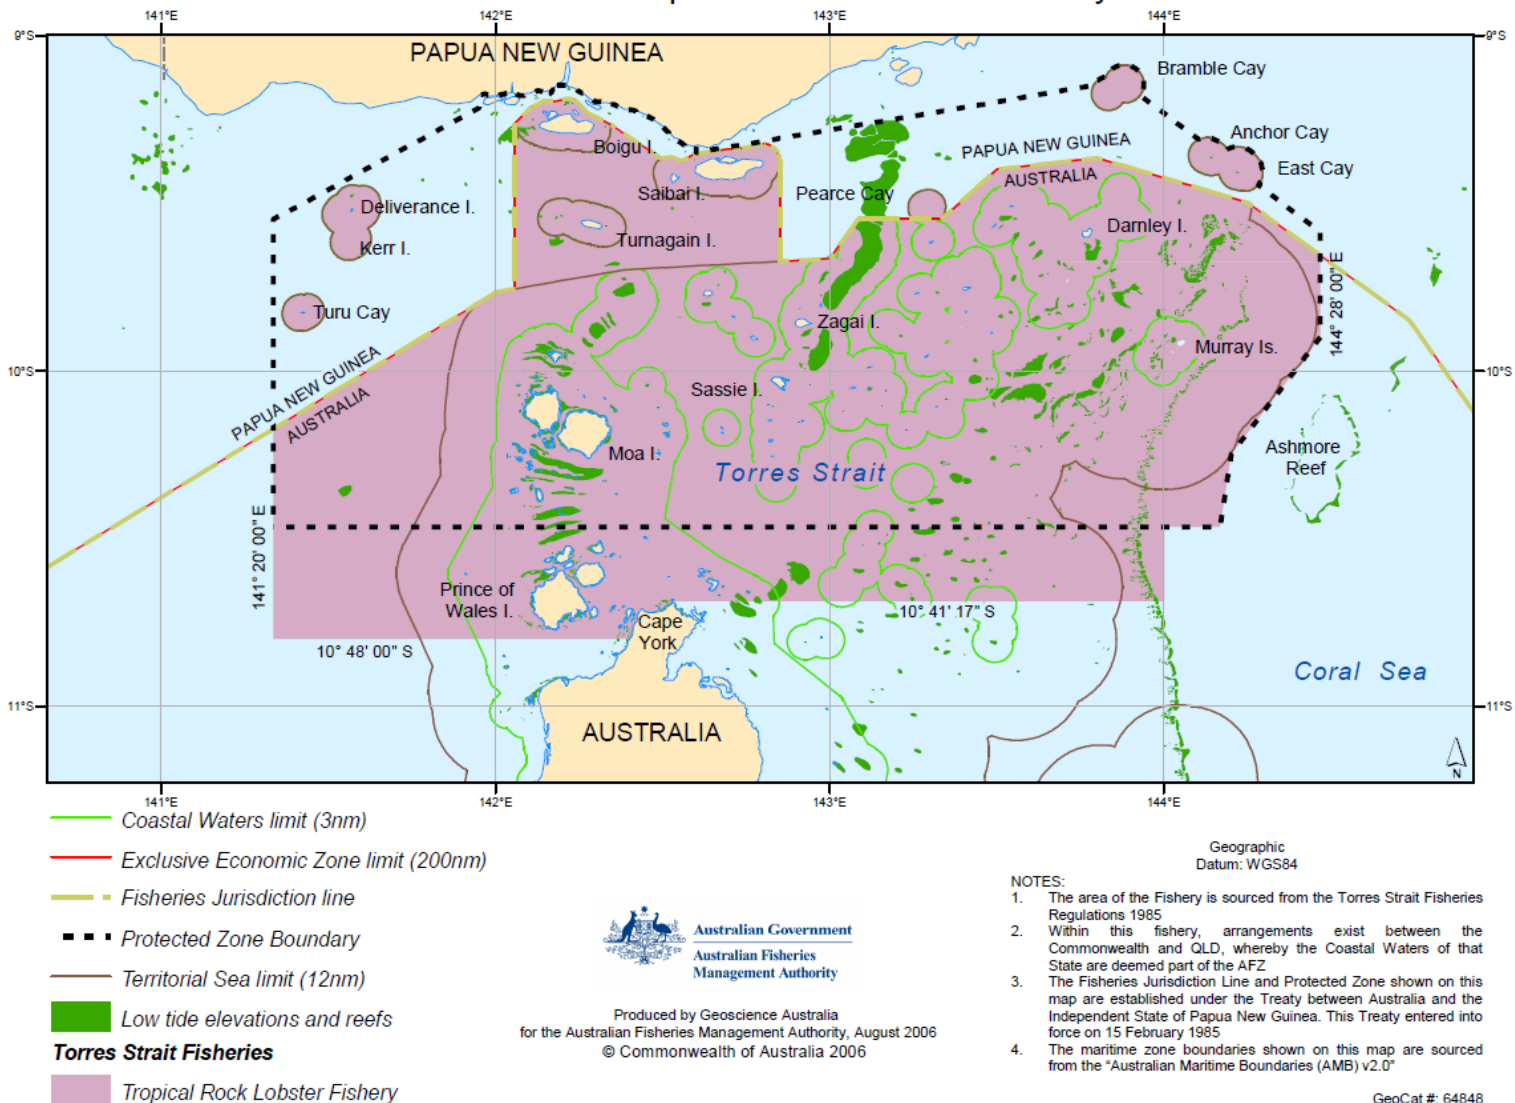 141°E 142°E 143°E 144°E
9°S 9°S
PAPUA NEW GUINEA
Bramble Cay
Anchor Cay
PAPUA NEW GUINEA
East Cay
Boigu I.
AUSTRALIA
Saibai I.
Pearce Cay
Deliverance I.
Darnley I.
Turnagain I.
Kerr I.
144° 28' 00" E
Turu Cay
Zagai I.
Murray Is.
PAPUA NEW GUINEA
10°S 10°S
AUSTRALIA
Sassie I.
Ashmore
Reef
Moa I.
Torres Strait
141° 20' 00" E
Prince of
Wales I.
10° 41' 17" S
Cape
York
10° 48' 00" S
Coral Sea
11°S 11°S
AUSTRALIA
N
141°E 142°E 143°E 144°E
Coastal Waters limit (3nm)
Exclusive Economic Zone limit (200nm)
Fisheries Jurisdiction line
Protected Zone Boundary
Territorial Sea limit (12nm)
Low tide elevations and reefs
Torres Strait Fisheries
Tropical Rock Lobster Fishery
Australian Government
Australian Fisheries
Management Authority
Produced by Geoscience Australia
for the Australian Fisheries Management Authority, August 2006
© Commonwealth of Australia 2006
Geographic
Datum: WGS84
NOTES:
1. The area of the Fishery is sourced from the Torres Strait Fisheries
Regulations 1985
2. Within this fishery, arrangements exist between the
Commonwealth and QLD, whereby the Coastal Waters of that
State are deemed part of the AFZ
3. The Fisheries Jurisdiction Line and Protected Zone shown on this
map are established under the Treaty between Australia and the
Independent State of Papua New Guinea. This Treaty entered into
force on 15 February 1985
4. The maritime zone boundaries shown on this map are sourced
from the "Australian Maritime Boundaries (AMB) v2.0"
GeoCat #: 64848